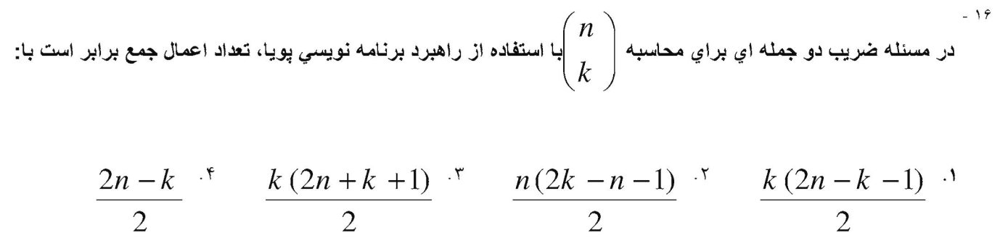 ۱۶ -
در مسئله ضریب دو جمله اي براي محاسبه \binom{n}{k} با استفاده از راهبرد برنامه نویسي پویا، تعداد اعمال جمع برابر است با:
۱. \frac{k(2n-k-1)}{2} ۲. \frac{n(2k-n-1)}{2} ۳. \frac{k(2n+k+1)}{2} ۴. \frac{2n-k}{2}